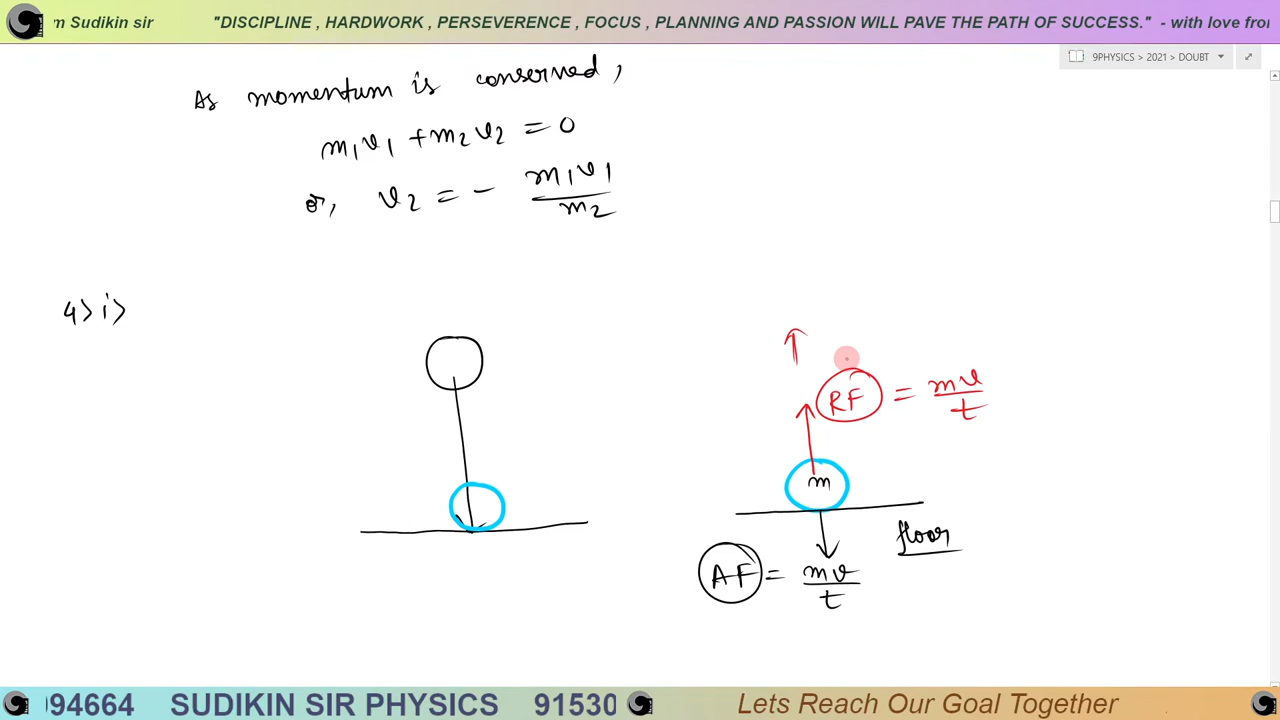 m Sudikin sir
"DISCIPLINE , HARDWORK , PERSEVERENCE , FOCUS , PLANNING AND PASSION WILL PAVE THE PATH OF SUCCESS." - with love fro
9PHYSICS > 2021 > DOUBT
As momentum is conserved,
m₁v₁ + m₂v₂ = 0
or, v₂ = - m₁v₁/m₂
4> i>
RF = mv/t
m
floor
AF = mv/t
94664 SUDIKIN SIR PHYSICS 91530
Lets Reach Our Goal Together